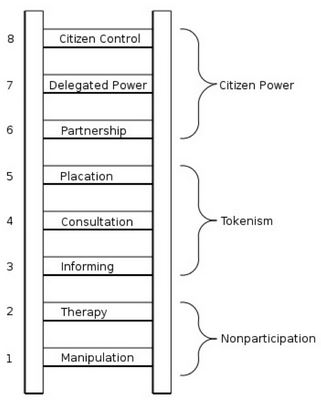 8 Citizen Control
7 Delegated Power
Citizen Power
6 Partnership
5 Placation
4 Consultation
Tokenism
3 Informing
2 Therapy
Nonparticipation
1 Manipulation